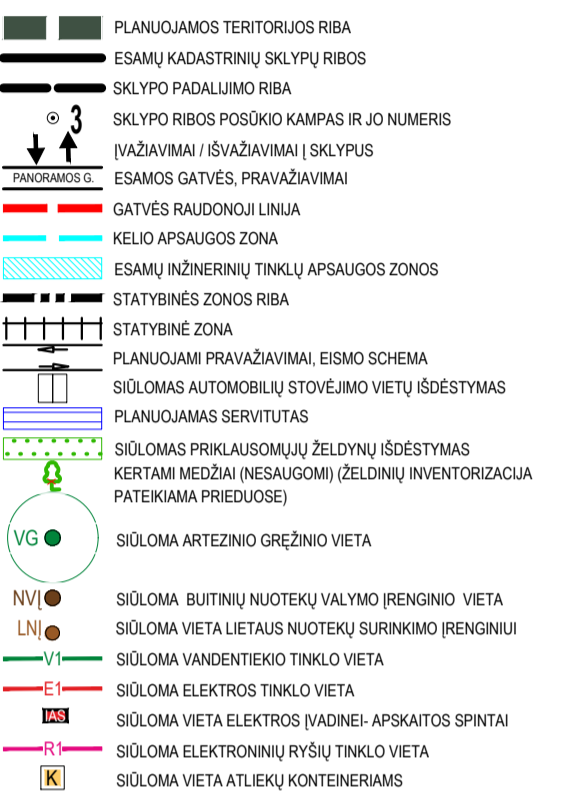 PLANUOJAMOS TERITORIJOS RIBA
ESAMŲ KADASTRINIŲ SKLYPŲ RIBOS
SKLYPO PADALIJIMO RIBA
3 SKLYPO RIBOS POSŪKIO KAMPAS IR JO NUMERIS
ĮVAŽIAVIMAI / IŠVAŽIAVIMAI Į SKLYPUS
PANORAMOS G. ESAMOS GATVĖS, PRAVAŽIAVIMAI
GATVĖS RAUDONOJI LINIJA
KELIO APSAUGOS ZONA
ESAMŲ INŽINERINIŲ TINKLŲ APSAUGOS ZONOS
STATYBINĖS ZONOS RIBA
STATYBINĖ ZONA
PLANUOJAMI PRAVAŽIAVIMAI, EISMO SCHEMA
SIŪLOMAS AUTOMOBILIŲ STOVĖJIMO VIETŲ IŠDĖSTYMAS
PLANUOJAMAS SERVITUTAS
SIŪLOMAS PRIKLAUSOMŲJŲ ŽELDYNŲ IŠDĖSTYMAS
KERTAMI MEDŽIAI (NESAUGOMI) (ŽELDINIŲ INVENTORIZACIJA
PATEIKIAMA PRIEDUOSE)
VG SIŪLOMA ARTEZINIO GRĘŽINIO VIETA
NVĮ SIŪLOMA BUITINIŲ NUOTEKŲ VALYMO ĮRENGINIO VIETA
LNĮ SIŪLOMA VIETA LIETAUS NUOTEKŲ SURINKIMO ĮRENGINIUI
V1 SIŪLOMA VANDENTIEKIO TINKLO VIETA
E1 SIŪLOMA ELEKTROS TINKLO VIETA
IAS SIŪLOMA VIETA ELEKTROS ĮVADINEI- APSKAITOS SPINTAI
R1 SIŪLOMA ELEKTRONINIŲ RYŠIŲ TINKLO VIETA
K SIŪLOMA VIETA ATLIEKŲ KONTEINERIAMS